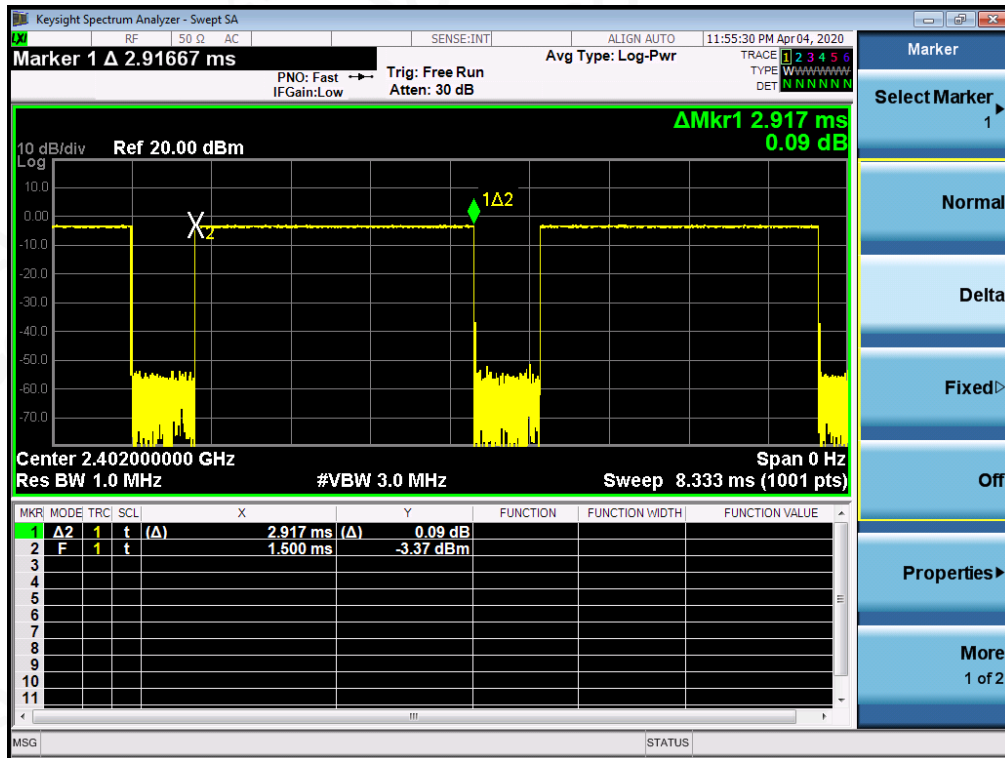 Keysight Spectrum Analyzer - Swept SA
LXI RF 50 Ω AC SENSE:INT ALIGN AUTO 11:55:30 PM Apr 04, 2020
Marker 1 Δ 2.91667 ms
PNO: Fast
IFGain:Low
Trig: Free Run
Atten: 30 dB
Avg Type: Log-Pwr
TRACE 1 2 3 4 5 6
TYPE WWWWWW
DET N N N N N N
ΔMkr1 2.917 ms
0.09 dB
10 dB/div Ref 20.00 dBm
Log
10.0
0.00
-10.0
-20.0
-30.0
-40.0
-50.0
-60.0
-70.0
X2
1Δ2
Center 2.402000000 GHz Span 0 Hz
Res BW 1.0 MHz #VBW 3.0 MHz Sweep 8.333 ms (1001 pts)
MKR MODE TRC SCL X Y FUNCTION FUNCTION WIDTH FUNCTION VALUE
1 Δ2 1 t (Δ) 2.917 ms (Δ) 0.09 dB
2 F 1 t 1.500 ms -3.37 dBm
3
4
5
6
7
8
9
10
11
MSG STATUS
Marker
Select Marker
1
Normal
Delta
Fixed
Off
Properties
More
1 of 2